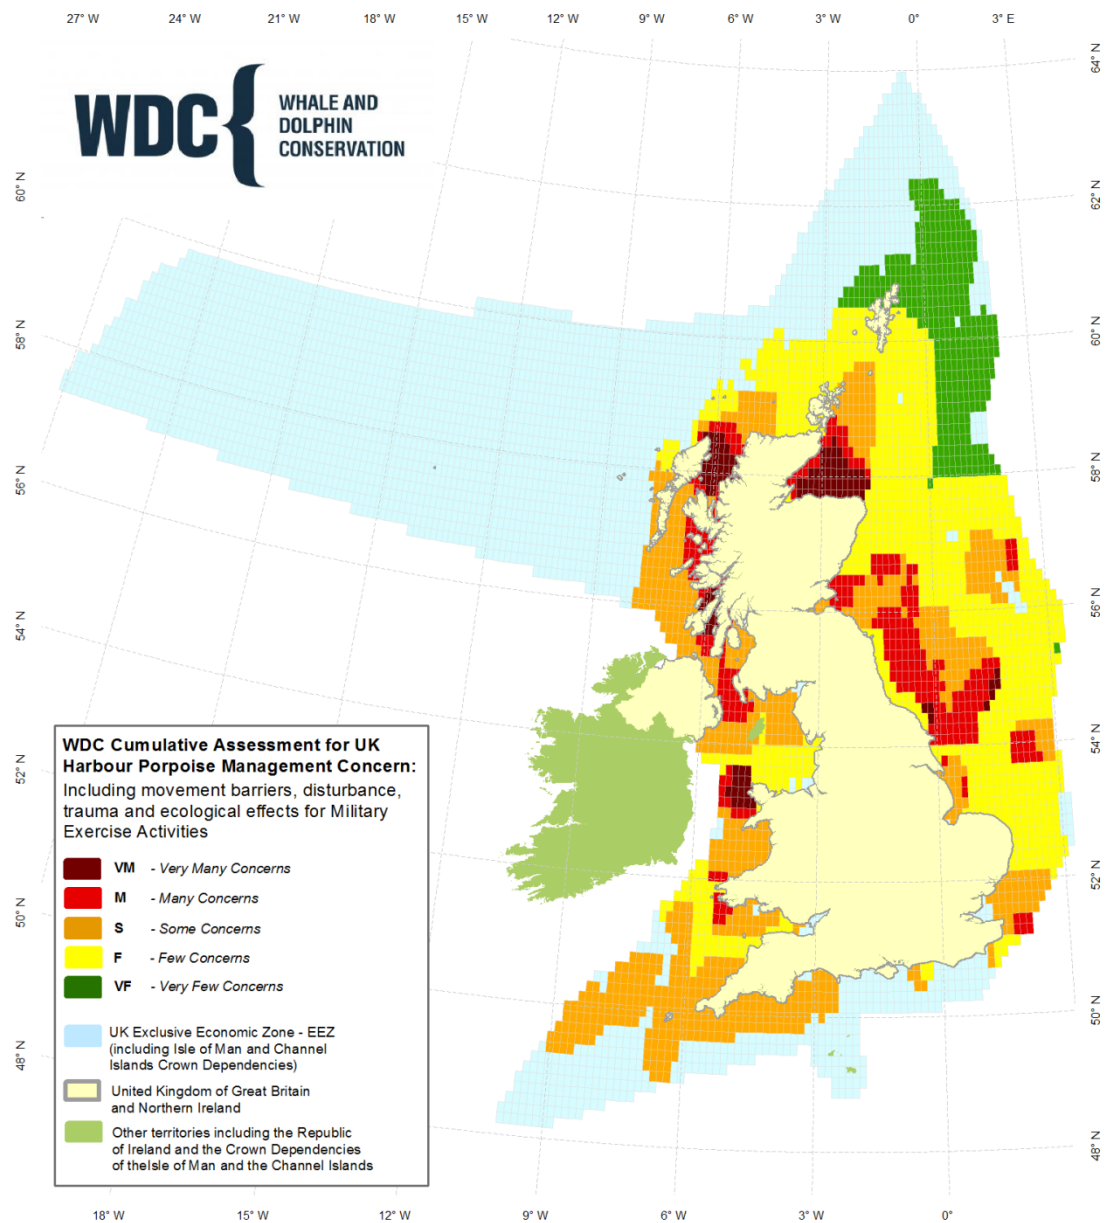 27° W 24° W 18° W 15° W 12° W 9° W 6° W 3° W 0° 3° E
64° N
WDC
WHALE AND
DOLPHIN
CONSERVATION
60° N
62° N
58° N
60° N
56° N
58° N
54° N
56° N
52° N
54° N
50° N
52° N
48° N
50° N
48° N
WDC Cumulative Assessment for UK
Harbour Porpoise Management Concern:
Including movement barriers, disturbance,
trauma and ecological effects for Military
Exercise Activities
VM - Very Many Concerns
M - Many Concerns
S - Some Concerns
F - Few Concerns
VF - Very Few Concerns
UK Exclusive Economic Zone - EEZ
(including Isle of Man and Channel
Islands Crown Dependencies)
United Kingdom of Great Britain
and Northern Ireland
Other territories including the Republic
of Ireland and the Crown Dependencies
of theIsle of Man and the Channel Islands
18° W 15° W 12° W 9° W 6° W 3° W 0°